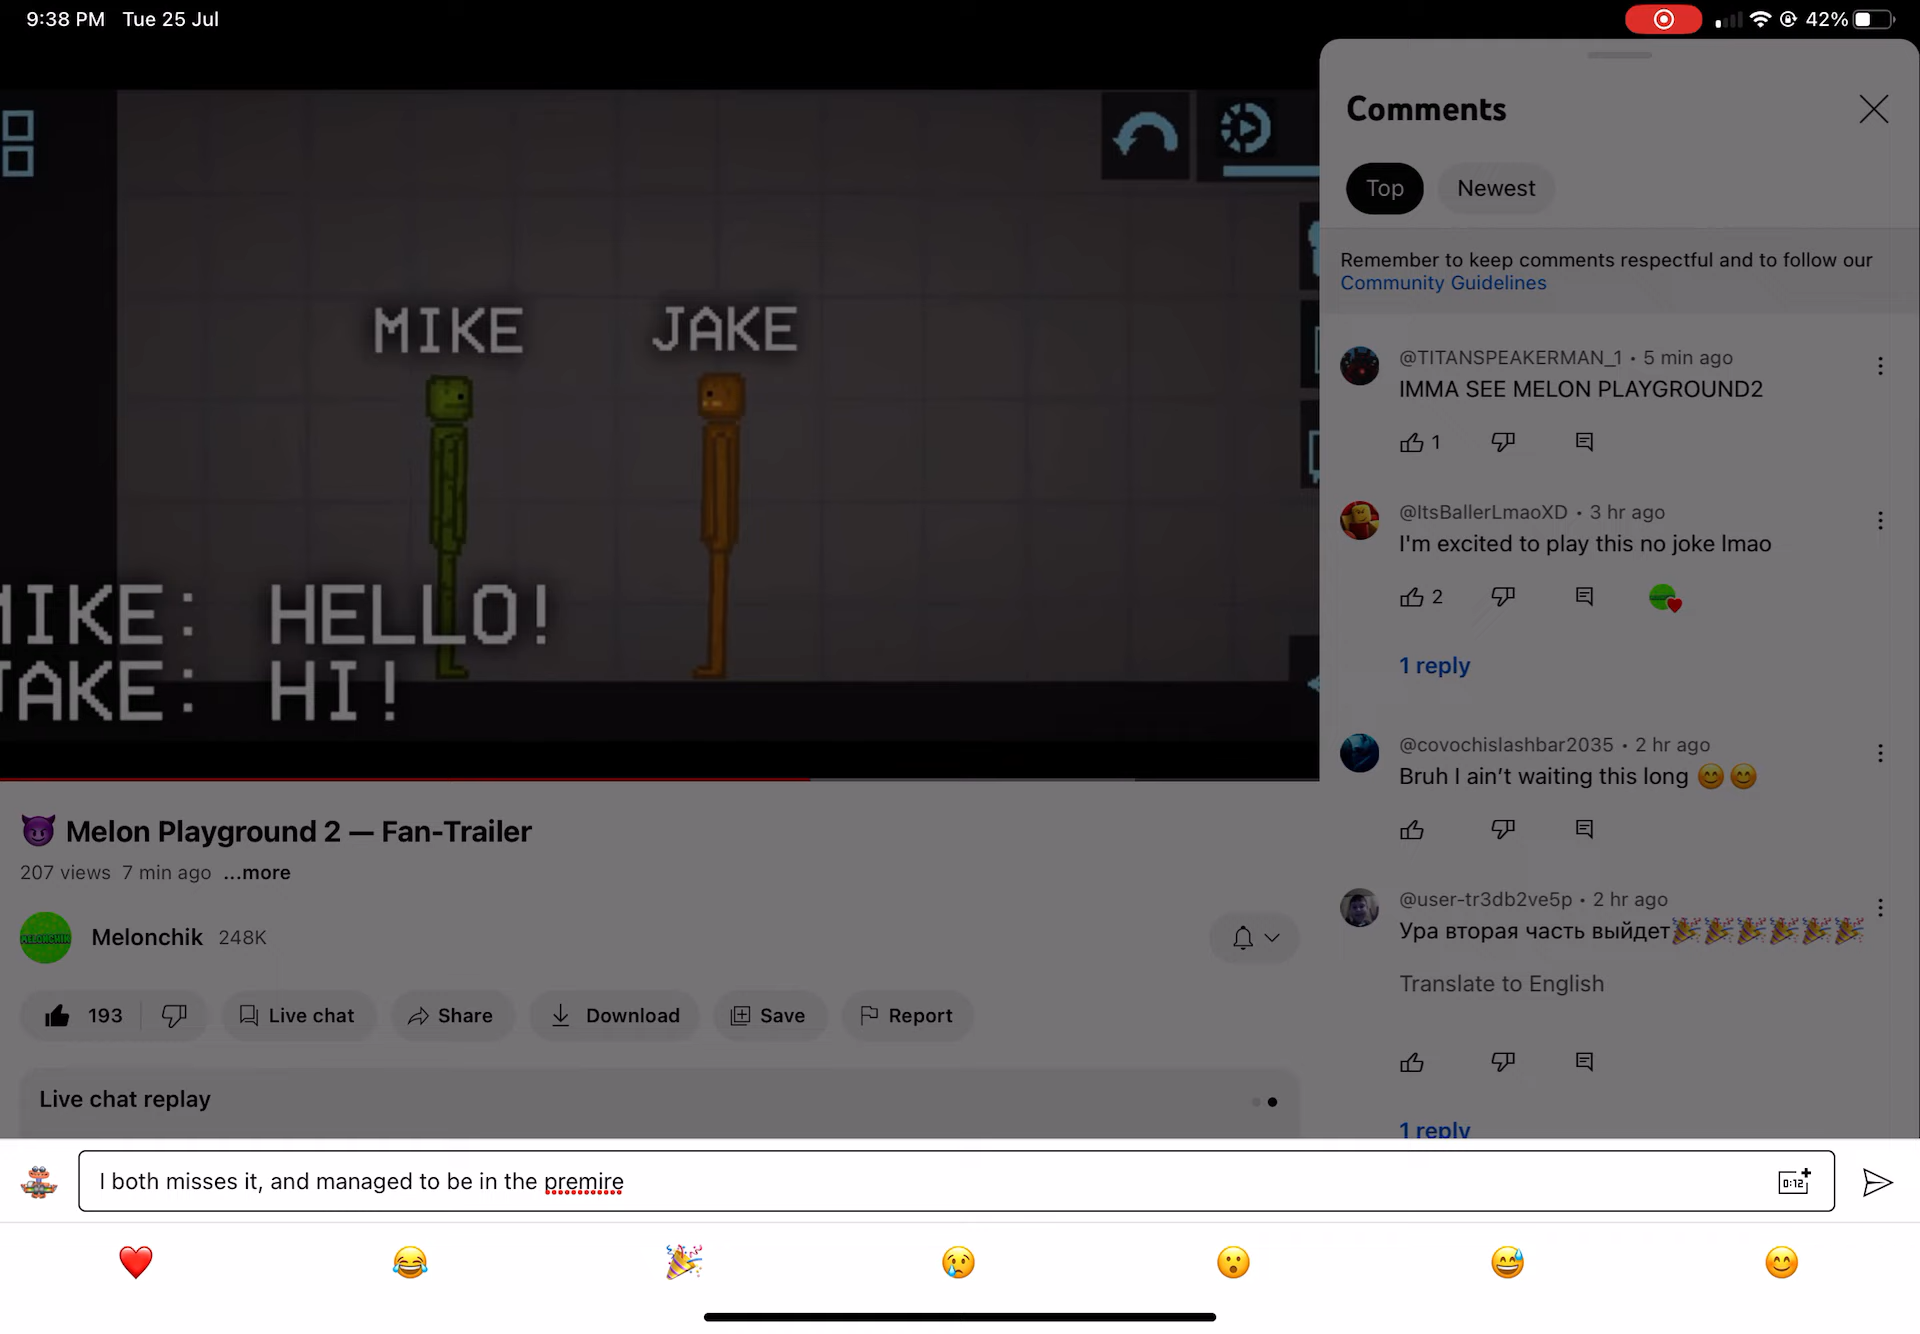 9:38 PM Tue 25 Jul
42%
MIKE JAKE
MIKE: HELLO!
JAKE: HI!
😈 Melon Playground 2 — Fan-Trailer
207 views 7 min ago ...more
MELONCHIK
Melonchik 248K
193
Live chat
Share
Download
Save
Report
Live chat replay
Comments
Top
Newest
Remember to keep comments respectful and to follow our
Community Guidelines
@TITANSPEAKERMAN_1 • 5 min ago
IMMA SEE MELON PLAYGROUND2
1
@ItsBallerLmaoXD • 3 hr ago
I'm excited to play this no joke lmao
2
1 reply
@covochislashbar2035 • 2 hr ago
Bruh I ain't waiting this long 😊😊
@user-tr3db2ve5p • 2 hr ago
Ура вторая часть выйдет🎉🎉🎉🎉🎉🎉
Translate to English
1 reply
I both misses it, and managed to be in the premire
0:12